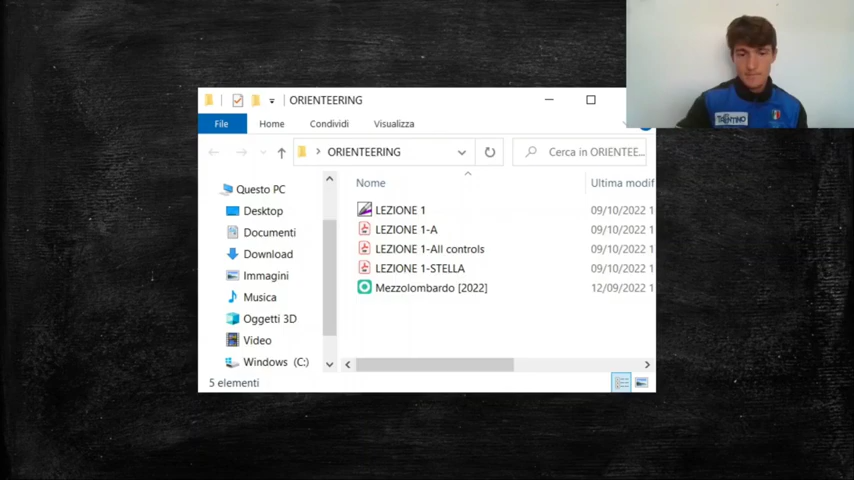 ORIENTEERING
File Home Condividi Visualizza
ORIENTEERING Cerca in ORIENTEE...
Nome Ultima modif
Questo PC
Desktop
Documenti
Download
Immagini
Musica
Oggetti 3D
Video
Windows (C:)
LEZIONE 1 09/10/2022 1
LEZIONE 1-A 09/10/2022 1
LEZIONE 1-All controls 09/10/2022 1
LEZIONE 1-STELLA 09/10/2022 1
Mezzolombardo [2022] 12/09/2022 1
5 elementi
TRENTINO